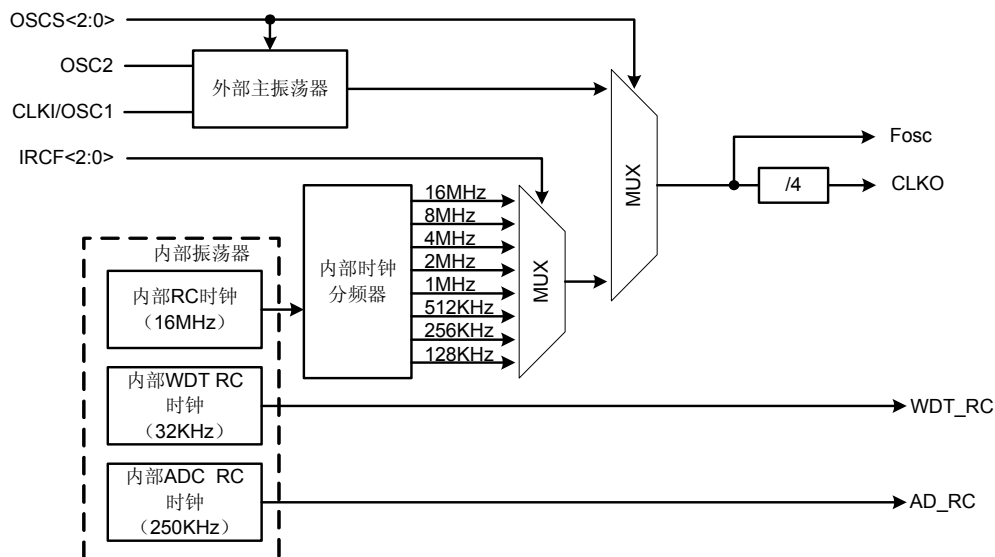 OSCS<2:0>
OSC2
CLKI/OSC1
外部主振荡器
IRCF<2:0>
MUX
Fosc
/4
CLKO
内部振荡器
内部RC时钟
（16MHz）
内部时钟
分频器
16MHz
8MHz
4MHz
2MHz
1MHz
512KHz
256KHz
128KHz
MUX
内部WDT RC
时钟
（32KHz）
WDT_RC
内部ADC RC
时钟
（250KHz）
AD_RC